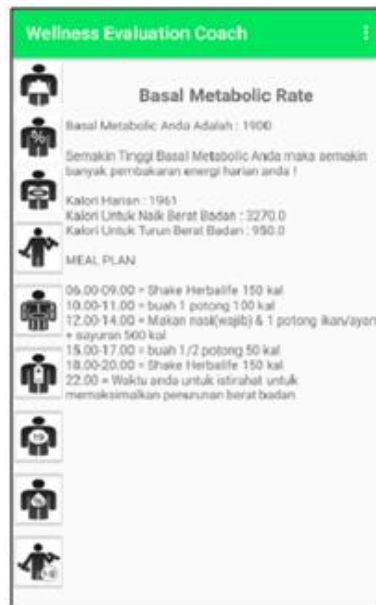 Wellness Evaluation Coach
Basal Metabolic Rate
Basal Metabolic Anda Adalah : 1900
Semakin Tinggi Basal Metabolic Anda maka semakin
banyak pembakaran energi harian anda !
Kalori Harian : 1961
Kalori Untuk Naik Berat Badan : 3270.0
Kalori Untuk Turun Berat Badan : 950.0
MEAL PLAN
06.00-09.00 = Shake Herbalife 150 kal
10.00-11.00 = buah 1 potong 100 kal
12.00-14.00 = Makan nasi(wajib) & 1 potong ikan/ayam
+ sayuran 500 kal
15.00-17.00 = buah 1/2 potong 50 kal
18.00-20.00 = Shake Herbalife 150 kal
22.00 = Waktu anda untuk istirahat untuk
memaksimalkan penurunan berat badan
%
19